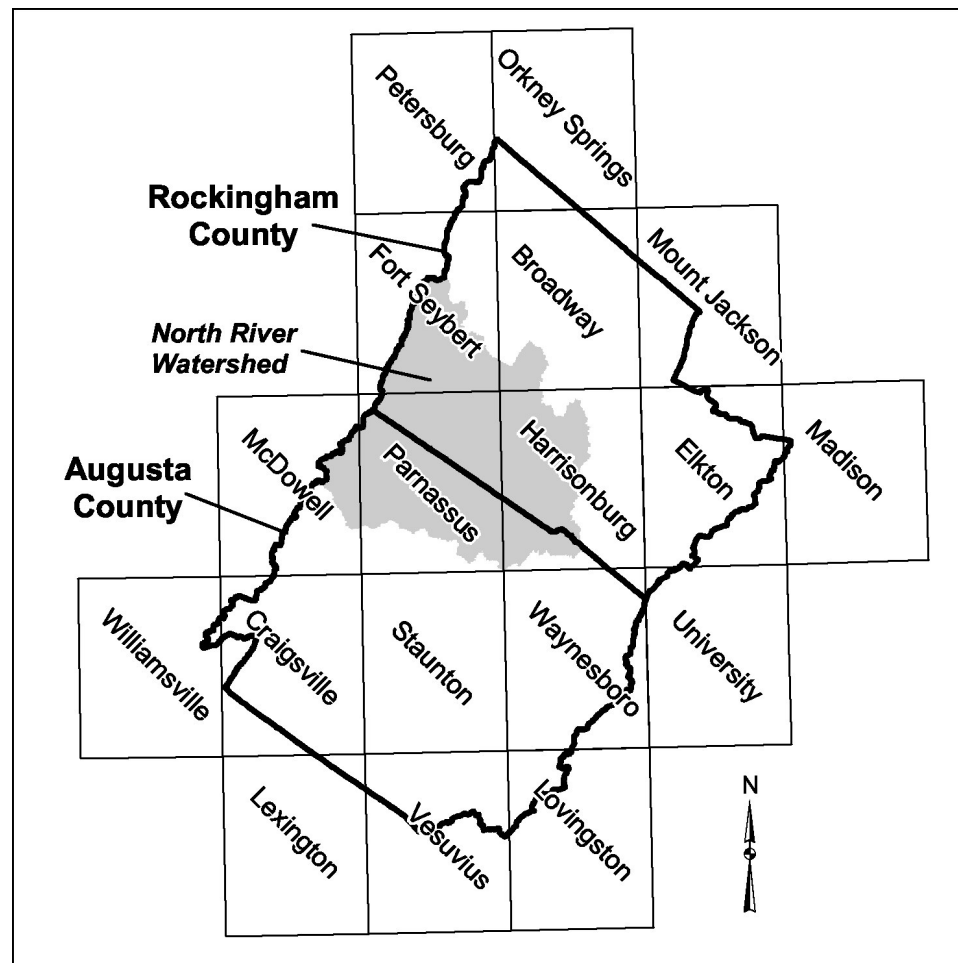 Petersburg
Orkney Springs
Rockingham
County
Fort Seybert
Broadway
Mount Jackson
North River
Watershed
McDowell
Parnassus
Harrisonburg
Elkton
Madison
Augusta
County
Williamsville
Craigsville
Staunton
Waynesboro
University
Lexington
Vesuvius
Lovingston
N